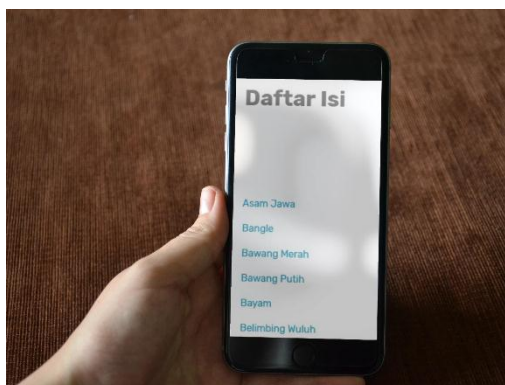 Daftar Isi
Asam Jawa
Bangle
Bawang Merah
Bawang Putih
Bayam
Belimbing Wuluh